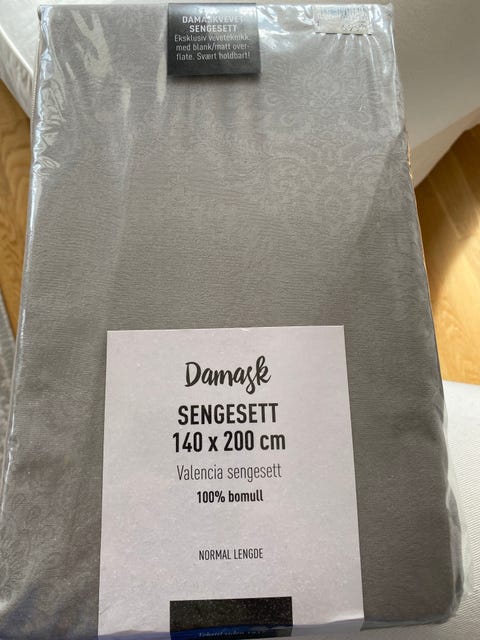 DAMASKVEVET
SENGESETT
Eksklusiv veveteknikk,
med blank/matt over-
flate. Svært holdbart!
Damask
SENGESETT
140 x 200 cm
Valencia sengesett
100% bomull
NORMAL LENGDE